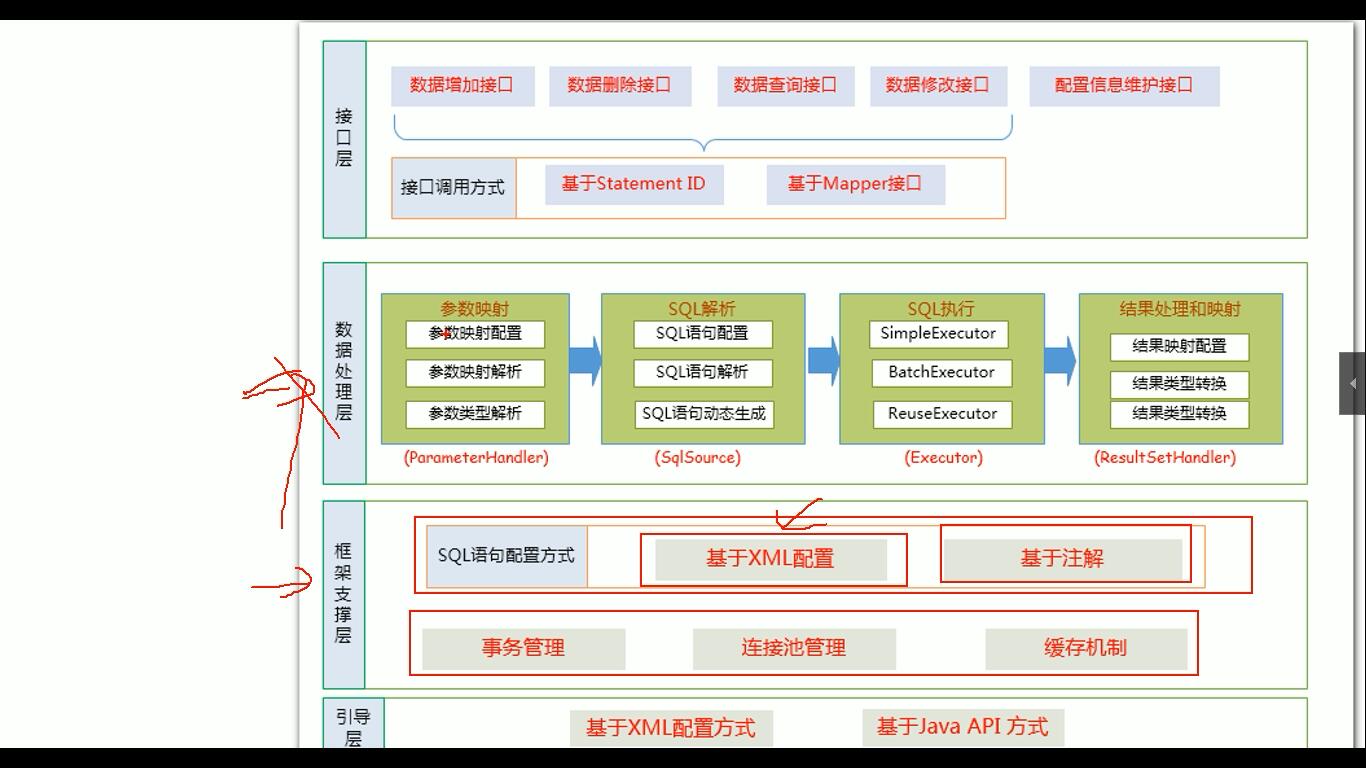 接口层
数据增加接口
数据删除接口
数据查询接口
数据修改接口
配置信息维护接口
接口调用方式
基于Statement ID
基于Mapper接口
数据处理层
参数映射
参数映射配置
参数映射解析
参数类型解析
(ParameterHandler)
SQL解析
SQL语句配置
SQL语句解析
SQL语句动态生成
(SqlSource)
SQL执行
SimpleExecutor
BatchExecutor
ReuseExecutor
(Executor)
结果处理和映射
结果映射配置
结果类型转换
结果类型转换
(ResultSetHandler)
框架支撑层
SQL语句配置方式
基于XML配置
基于注解
事务管理
连接池管理
缓存机制
引导层
基于XML配置方式
基于Java API 方式